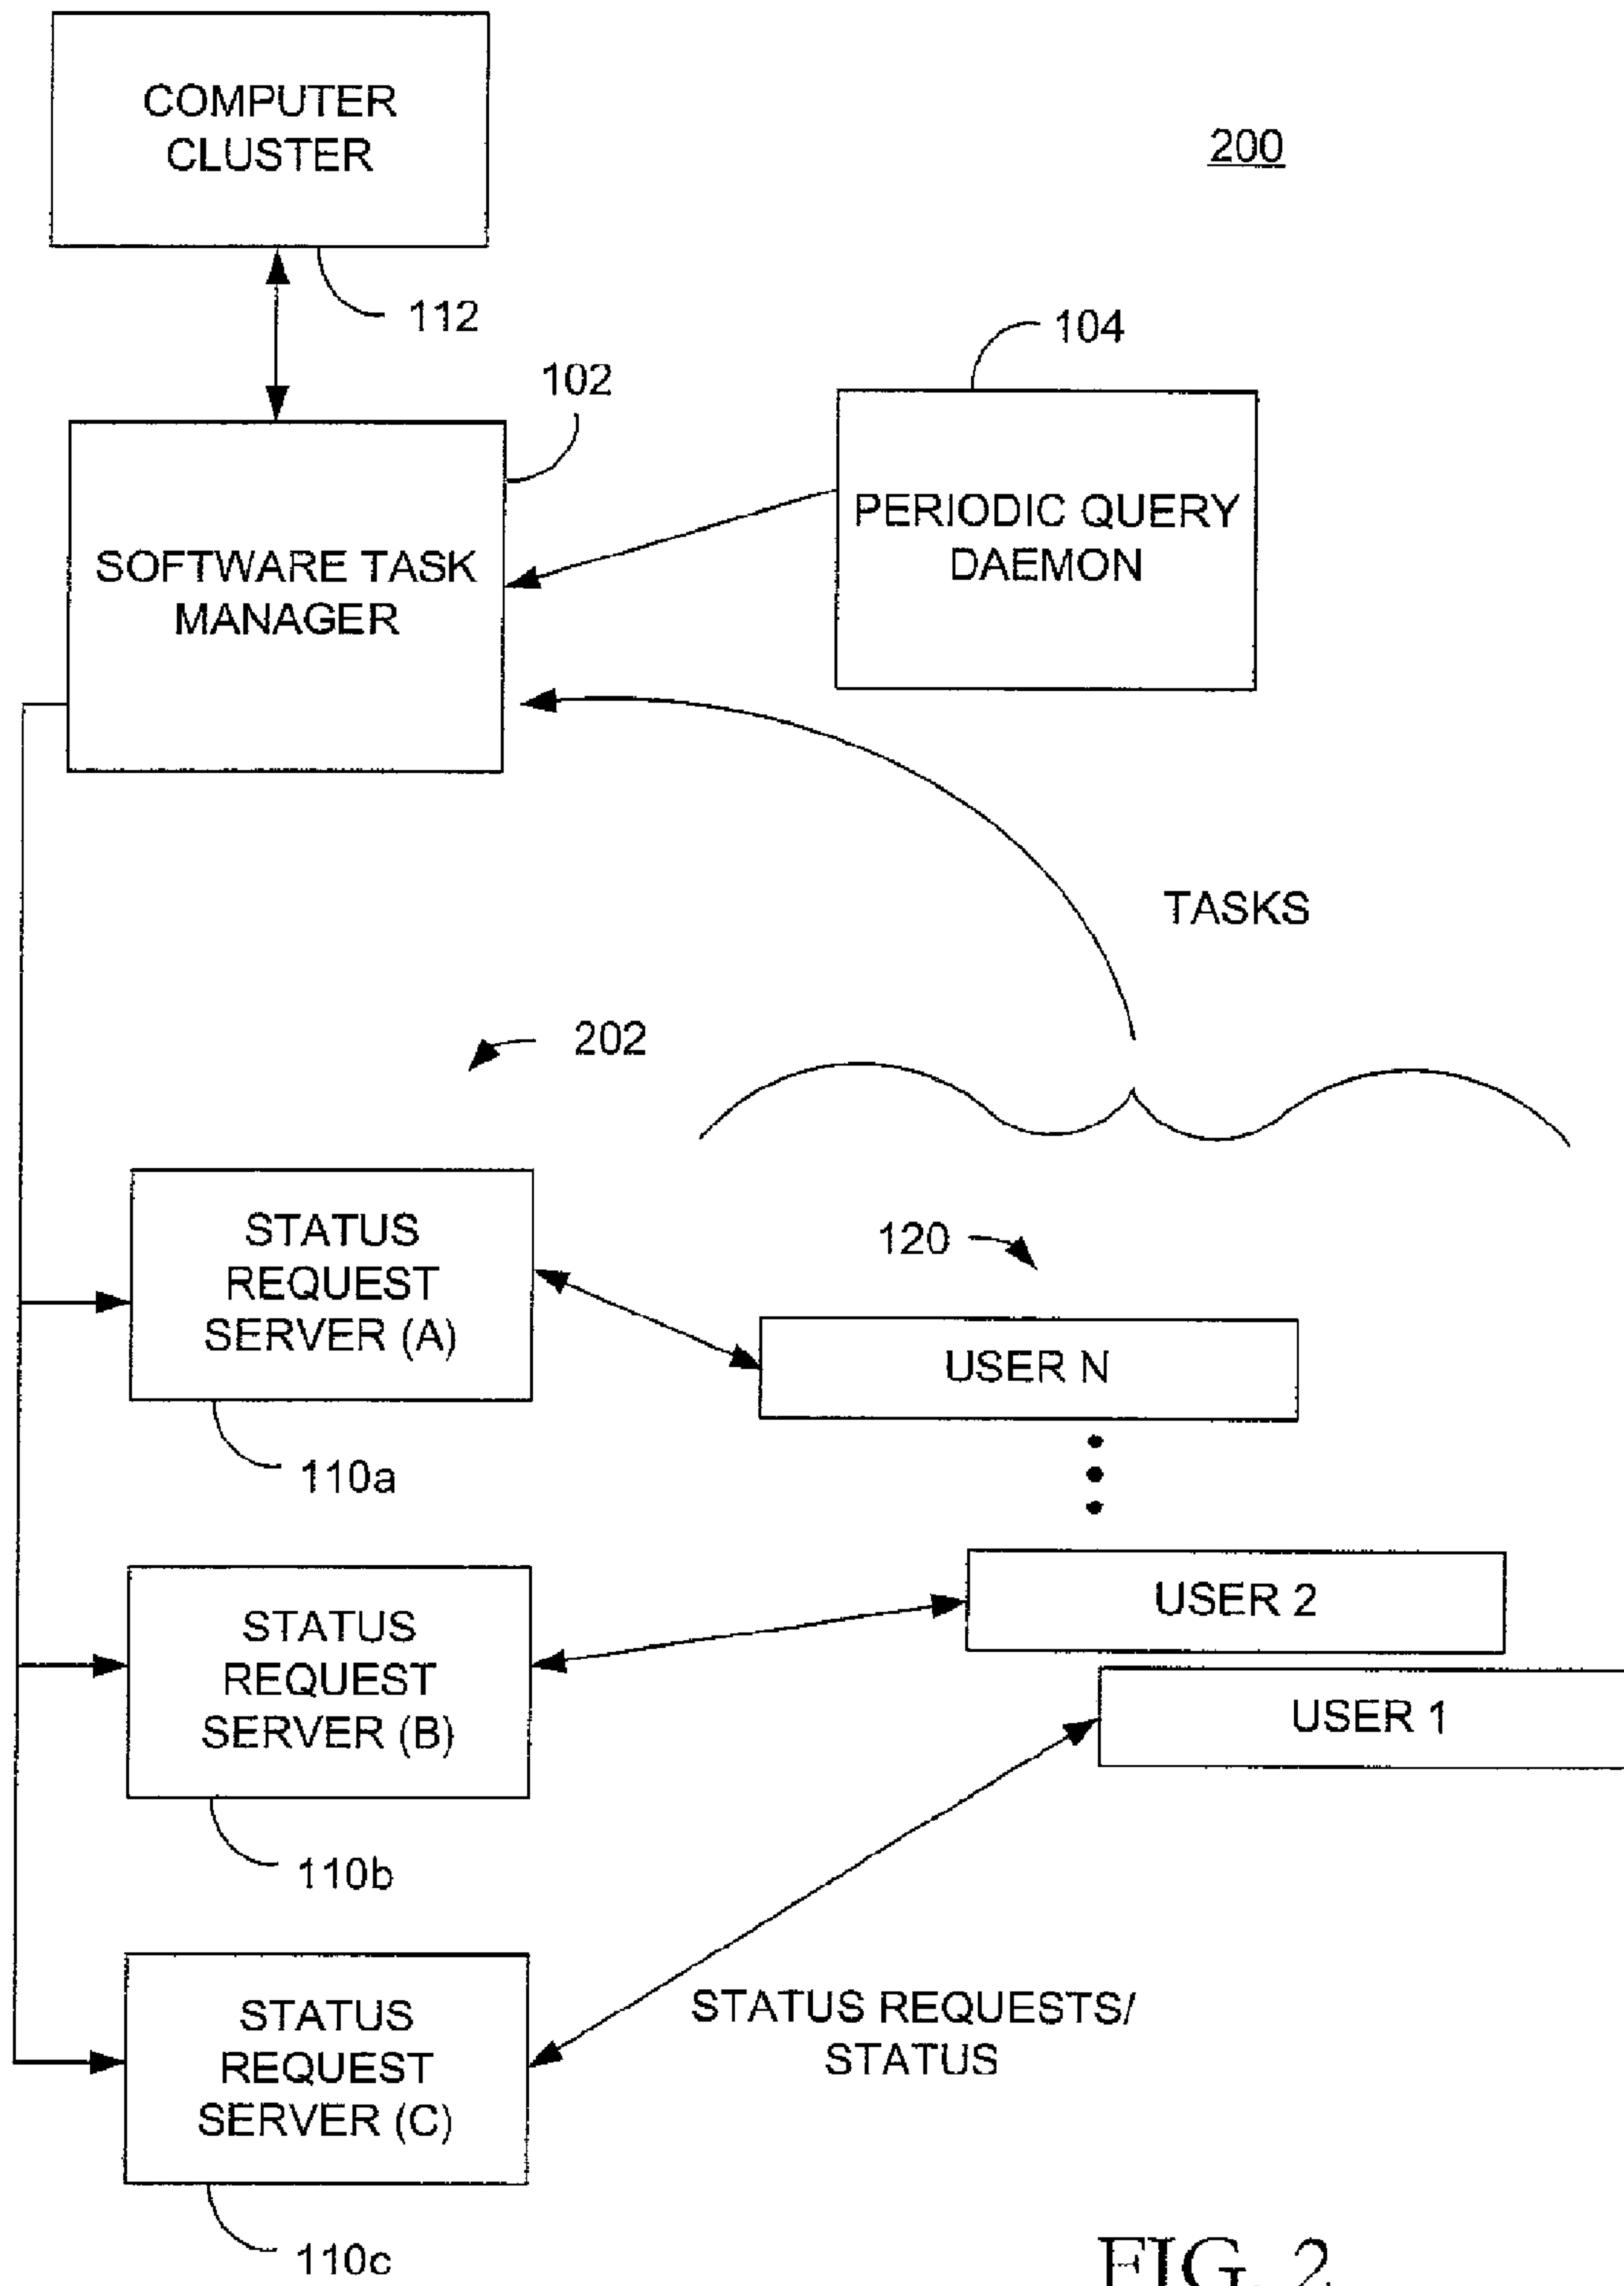 COMPUTER
CLUSTER
200
112
104
102
PERIODIC QUERY
DAEMON
SOFTWARE TASK
MANAGER
TASKS
202
STATUS
REQUEST
SERVER (A)
120
USER N
110a
STATUS
REQUEST
SERVER (B)
USER 2
USER 1
110b
STATUS
REQUEST
SERVER (C)
STATUS REQUESTS/
STATUS
110c
FIG. 2